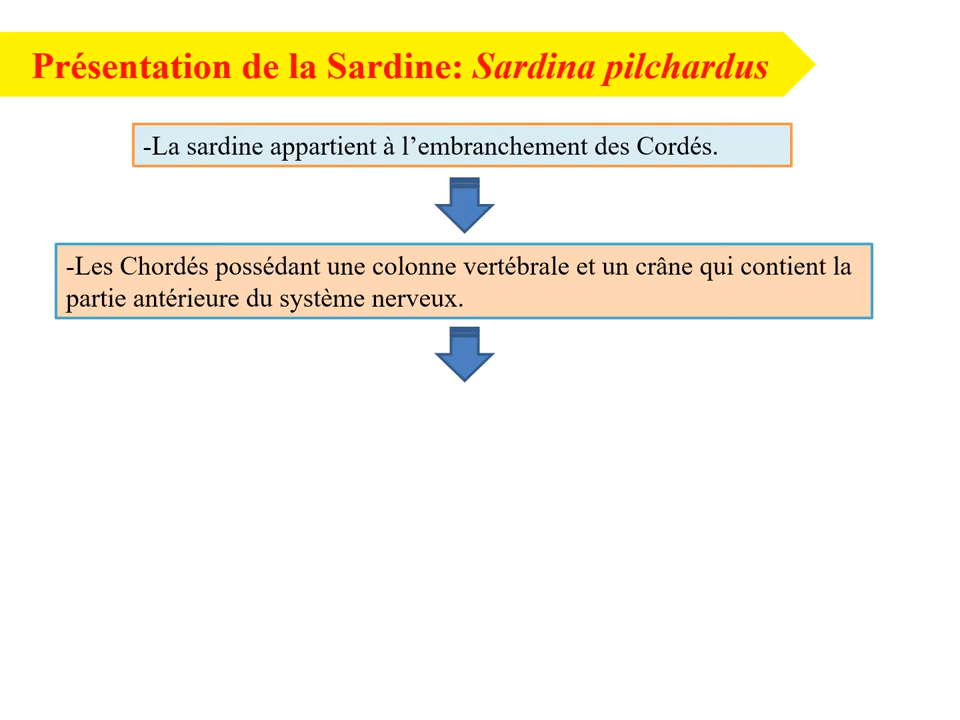 Présentation de la Sardine: Sardina pilchardus
-La sardine appartient à l’embranchement des Cordés.
-Les Chordés possédant une colonne vertébrale et un crâne qui contient la
partie antérieure du système nerveux.